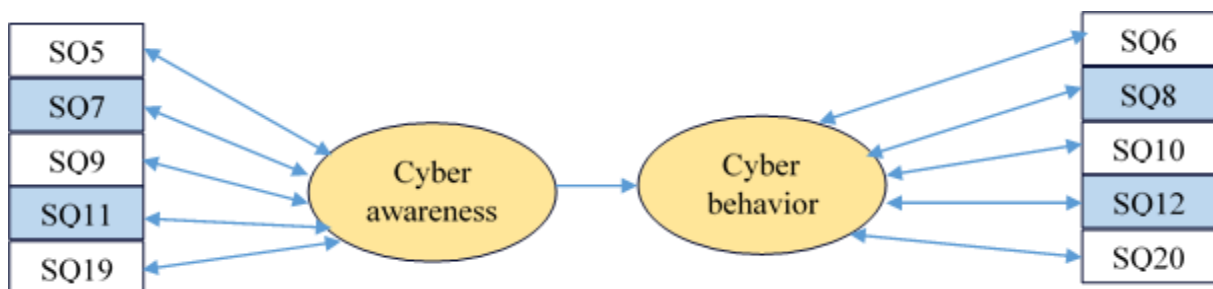 SQ5
SQ7
SQ9
SQ11
SQ19
Cyber
awareness
Cyber
behavior
SQ6
SQ8
SQ10
SQ12
SQ20